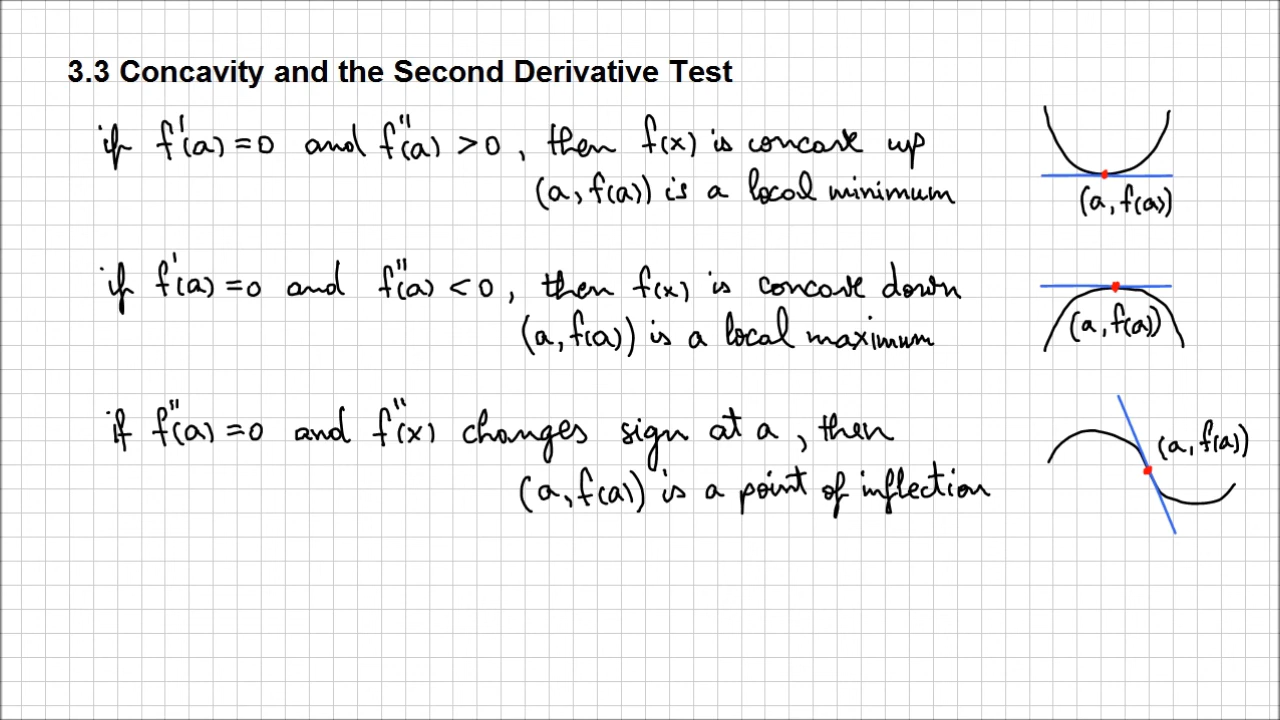 3.3 Concavity and the Second Derivative Test
if f'(a) = 0 and f''(a) > 0, then f(x) is concave up
(a, f(a)) is a local minimum
(a, f(a))
if f'(a) = 0 and f''(a) < 0, then f(x) is concave down
(a, f(a)) is a local maximum
(a, f(a))
if f''(a) = 0 and f''(x) changes sign at a, then
(a, f(a)) is a point of inflection
(a, f(a))